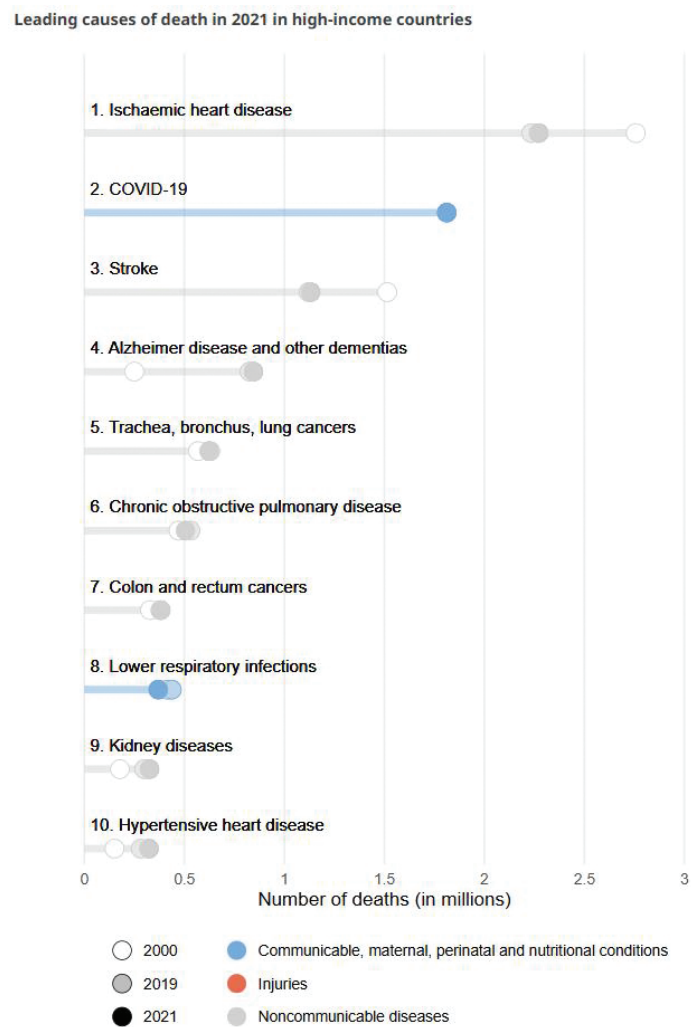 Leading causes of death in 2021 in high-income countries
1. Ischaemic heart disease
2. COVID-19
3. Stroke
4. Alzheimer disease and other dementias
5. Trachea, bronchus, lung cancers
6. Chronic obstructive pulmonary disease
7. Colon and rectum cancers
8. Lower respiratory infections
9. Kidney diseases
10. Hypertensive heart disease
0 0.5 1 1.5 2 2.5 3
Number of deaths (in millions)
2000 Communicable, maternal, perinatal and nutritional conditions
2019 Injuries
2021 Noncommunicable diseases